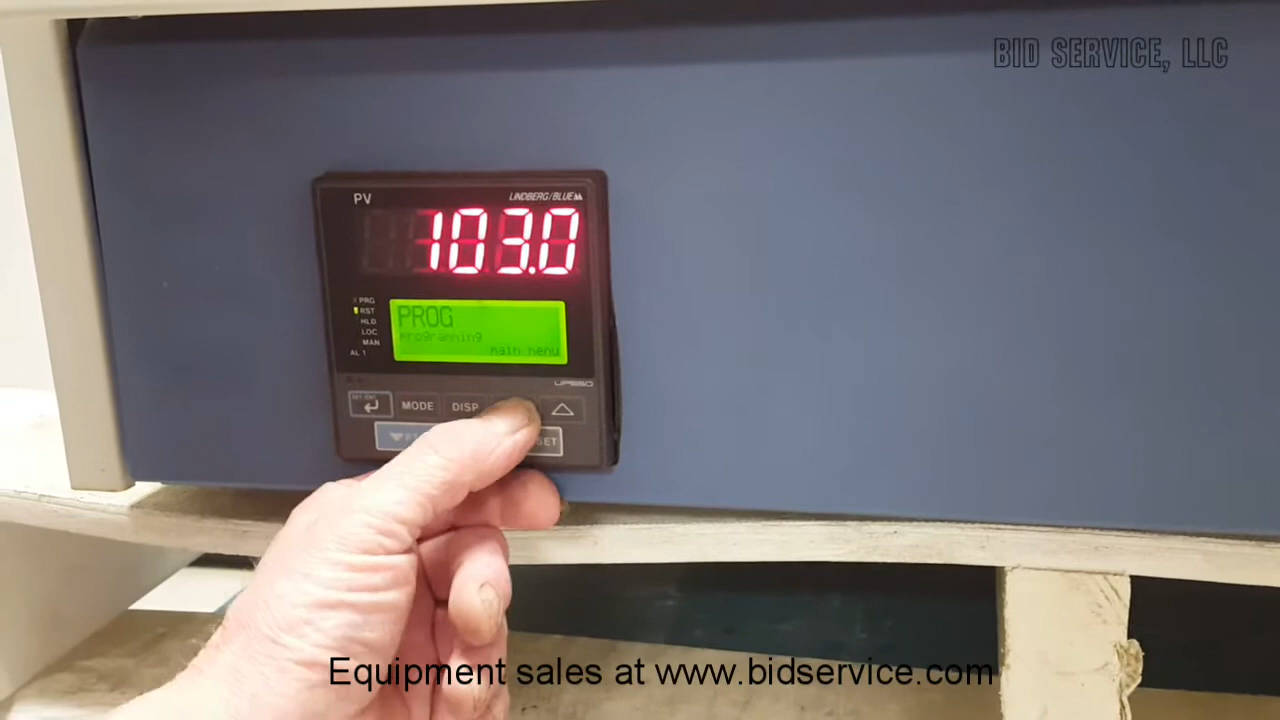 BID SERVICE, LLC
PV
LINDBERG/BLUE M
103.0
PRG
RST
HLD
LOC
MAN
AL 1
PROG
programming
main menu
UP550
SET/ENT
MODE
DISP
Equipment sales at www.bidservice.com